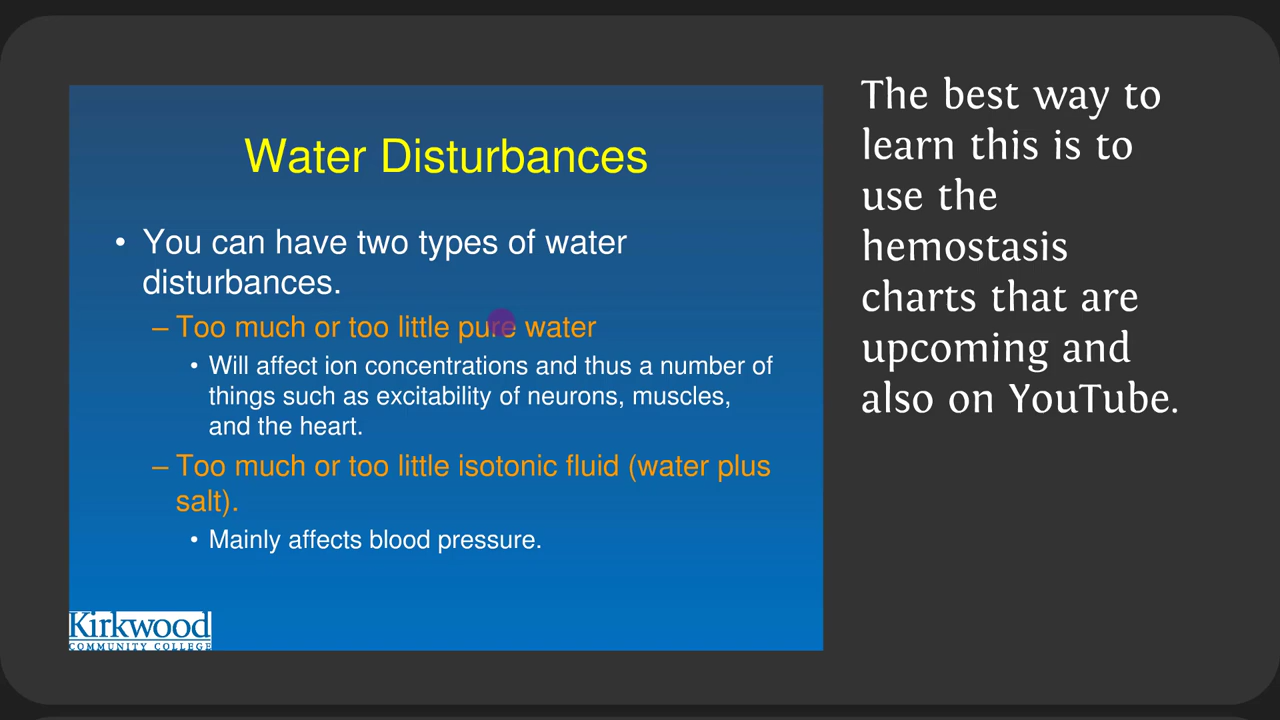 Water Disturbances
• You can have two types of water
disturbances.
– Too much or too little pure water
• Will affect ion concentrations and thus a number of
things such as excitability of neurons, muscles,
and the heart.
– Too much or too little isotonic fluid (water plus
salt).
• Mainly affects blood pressure.
Kirkwood
COMMUNITY COLLEGE
The best way to
learn this is to
use the
hemostasis
charts that are
upcoming and
also on YouTube.